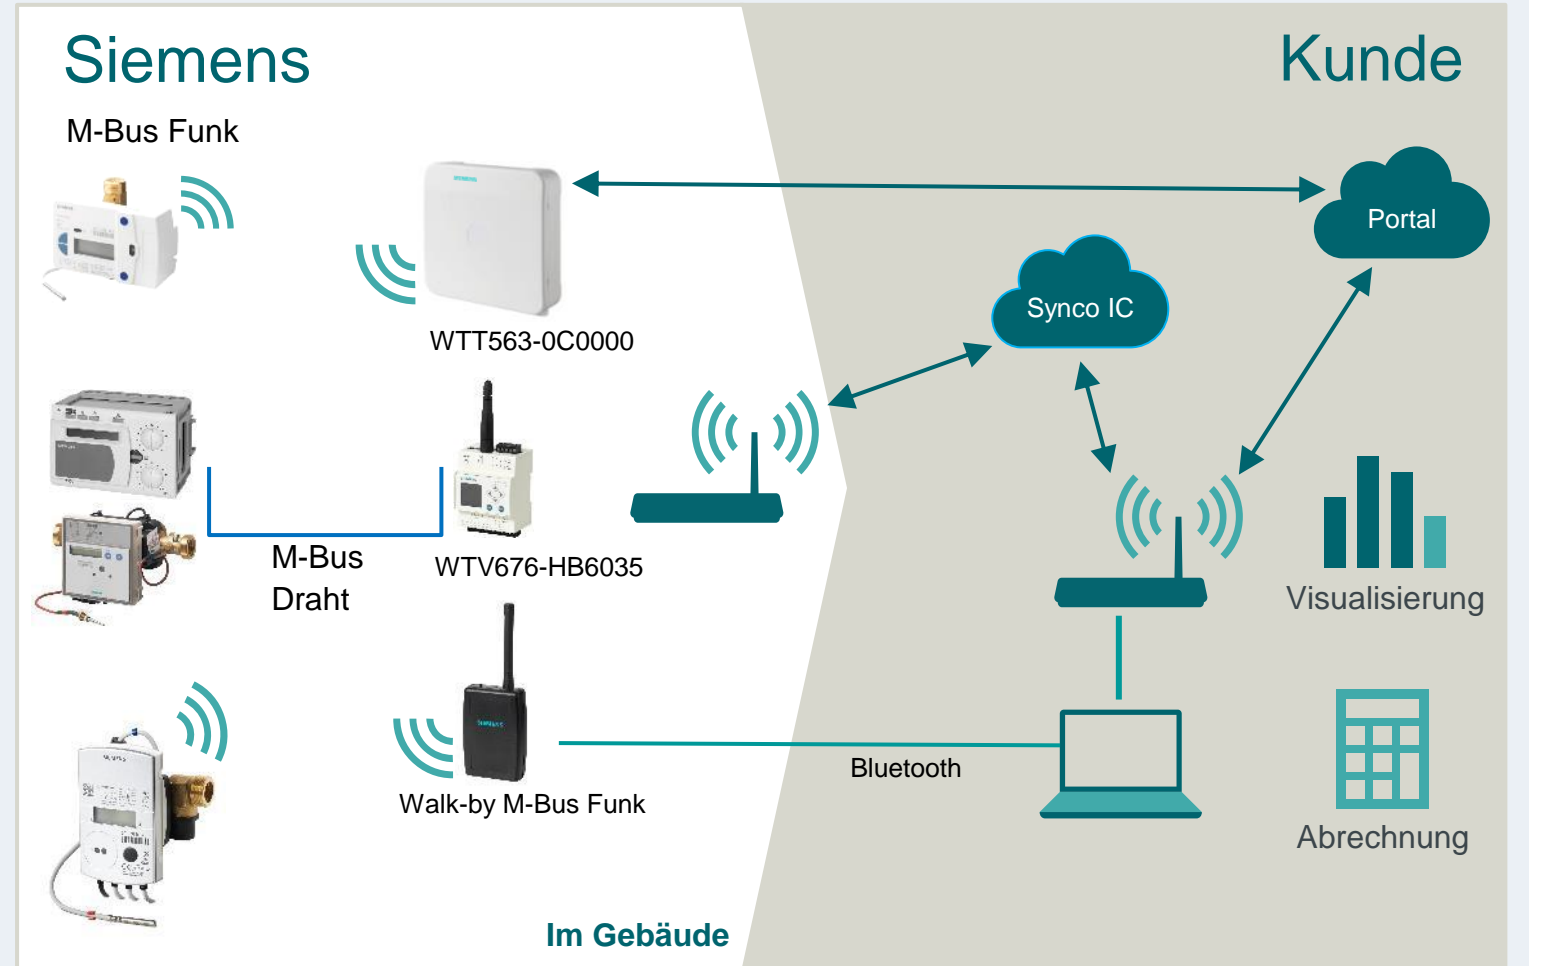 Siemens
Kunde
M-Bus Funk
Portal
Synco IC
WTT563-0C0000
M-Bus
Draht
WTV676-HB6035
Visualisierung
SIEMENS
Bluetooth
Walk-by M-Bus Funk
Abrechnung
Im Gebäude